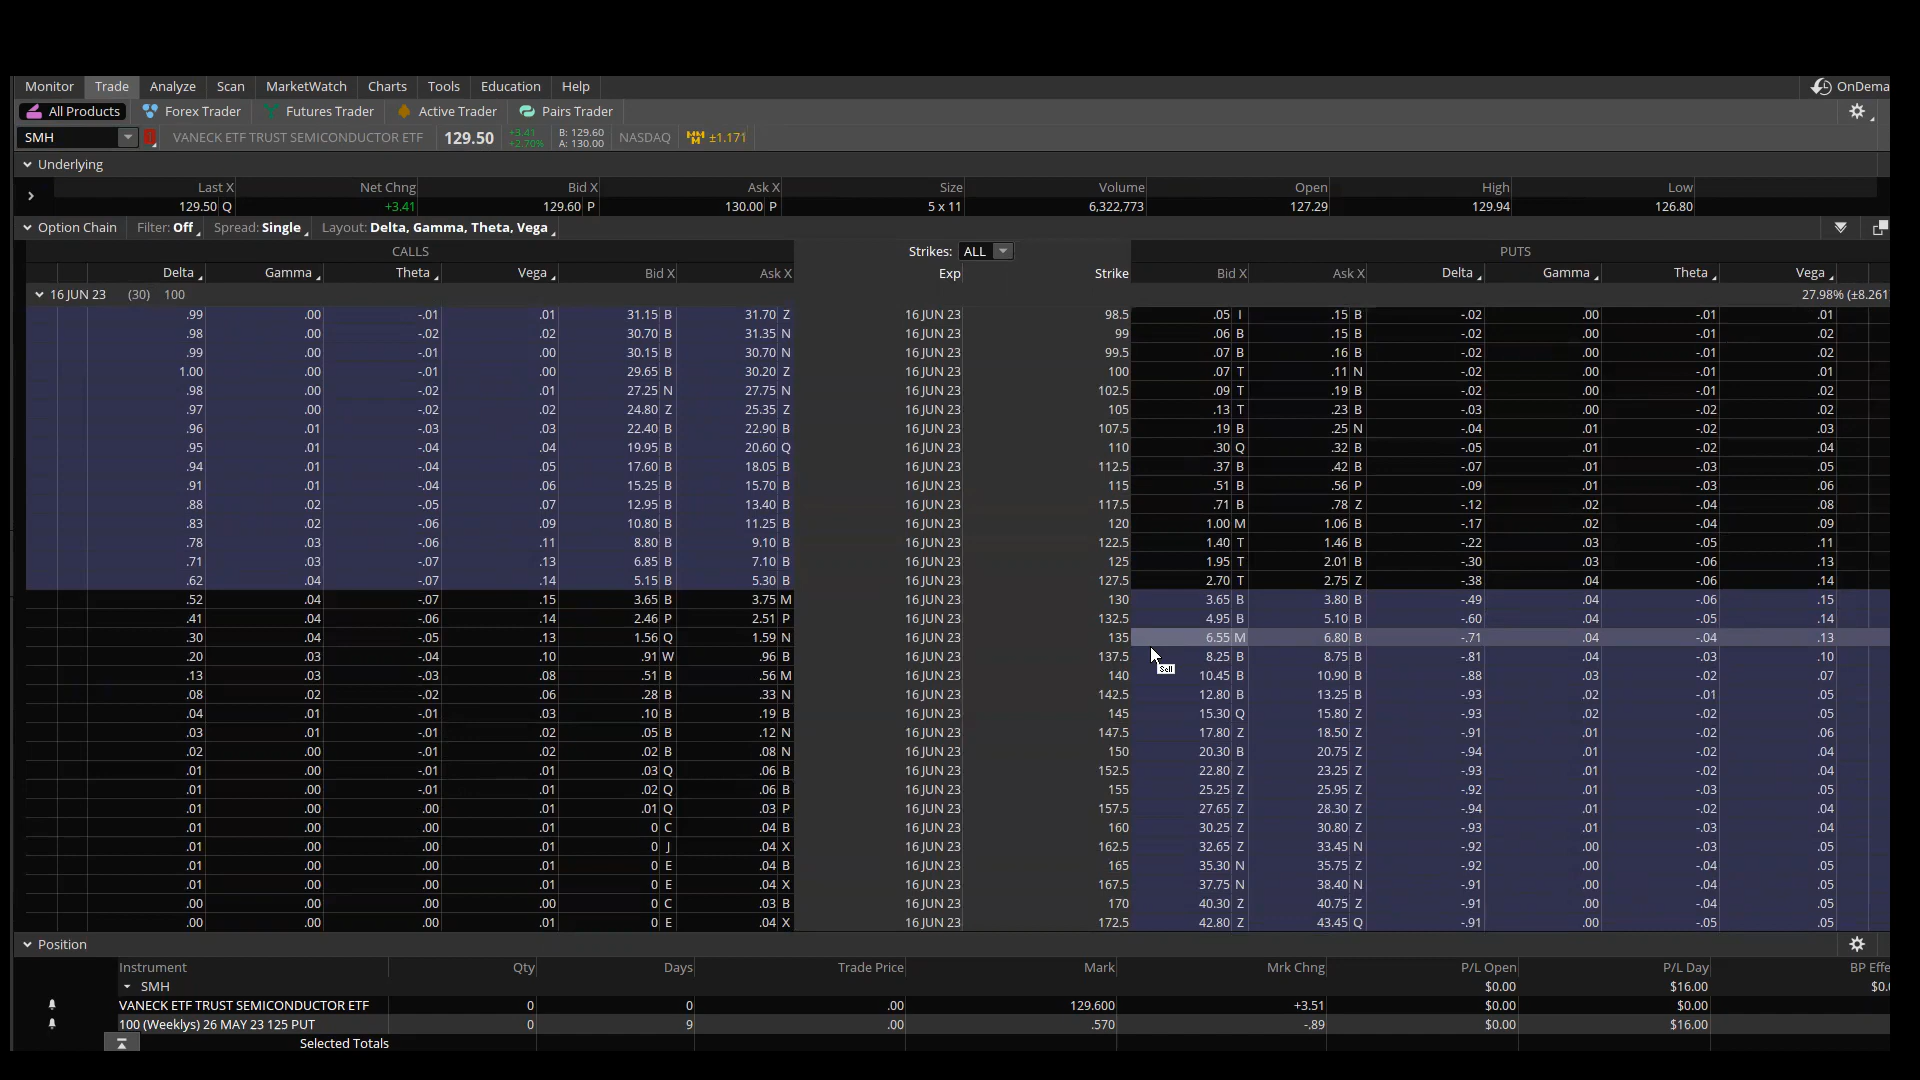 Monitor Trade Analyze Scan MarketWatch Charts Tools Education Help OnDema
All Products Forex Trader Futures Trader Active Trader Pairs Trader
SMH VANECK ETF TRUST SEMICONDUCTOR ETF 129.50 +3.41 +2.70% B: 129.60 A: 130.00 NASDAQ ±1.171
Underlying
Last X Net Chng Bid X Ask X Size Volume Open High Low
129.50 Q +3.41 129.60 P 130.00 P 5 x 11 6,322,773 127.29 129.94 126.80
Option Chain Filter: Off Spread: Single Layout: Delta, Gamma, Theta, Vega
CALLS Strikes: ALL PUTS
Delta Gamma Theta Vega Bid X Ask X Exp Strike Bid X Ask X Delta Gamma Theta Vega
16 JUN 23 (30) 100 27.98% (±8.261
.99 .00 -.01 .01 31.15 B 31.70 Z 16 JUN 23 98.5 .05 I .15 B -.02 .00 -.01 .01
.98 .00 -.02 .02 30.70 B 31.35 N 16 JUN 23 99 .06 B .15 B -.02 .00 -.01 .02
.99 .00 -.01 .00 30.15 B 30.70 N 16 JUN 23 99.5 .07 B .16 B -.02 .00 -.01 .02
1.00 .00 -.01 .00 29.65 B 30.20 Z 16 JUN 23 100 .07 T .11 N -.02 .00 -.01 .01
.98 .00 -.02 .01 27.25 N 27.75 N 16 JUN 23 102.5 .09 T .19 B -.02 .00 -.01 .02
.97 .00 -.02 .02 24.80 Z 25.35 Z 16 JUN 23 105 .13 T .23 B -.03 .00 -.02 .02
.96 .01 -.03 .03 22.40 B 22.90 B 16 JUN 23 107.5 .19 B .25 N -.04 .01 -.02 .03
.95 .01 -.04 .04 19.95 B 20.60 Q 16 JUN 23 110 .30 Q .32 B -.05 .01 -.02 .04
.94 .01 -.04 .05 17.60 B 18.05 B 16 JUN 23 112.5 .37 B .42 B -.07 .01 -.03 .05
.91 .01 -.04 .06 15.25 B 15.70 B 16 JUN 23 115 .51 B .56 P -.09 .01 -.03 .06
.88 .02 -.05 .07 12.95 B 13.40 B 16 JUN 23 117.5 .71 B .78 Z -.12 .02 -.04 .08
.83 .02 -.06 .09 10.80 B 11.25 B 16 JUN 23 120 1.00 M 1.06 B -.17 .02 -.04 .09
.78 .03 -.06 .11 8.80 B 9.10 B 16 JUN 23 122.5 1.40 T 1.46 B -.22 .03 -.05 .11
.71 .03 -.07 .13 6.85 B 7.10 B 16 JUN 23 125 1.95 T 2.01 B -.30 .03 -.06 .13
.62 .04 -.07 .14 5.15 B 5.30 B 16 JUN 23 127.5 2.70 T 2.75 Z -.38 .04 -.06 .14
.52 .04 -.07 .15 3.65 B 3.75 M 16 JUN 23 130 3.65 B 3.80 B -.49 .04 -.06 .15
.41 .04 -.06 .14 2.46 P 2.51 P 16 JUN 23 132.5 4.95 B 5.10 B -.60 .04 -.05 .14
.30 .04 -.05 .13 1.56 Q 1.59 N 16 JUN 23 135 6.55 M 6.80 B -.71 .04 -.04 .13
.20 .03 -.04 .10 .91 W .96 B 16 JUN 23 137.5 8.25 B 8.75 B -.81 .04 -.03 .10
Sell
.13 .03 -.03 .08 .51 B .56 M 16 JUN 23 140 10.45 B 10.90 B -.88 .03 -.02 .07
.08 .02 -.02 .06 .28 B .33 N 16 JUN 23 142.5 12.80 B 13.25 B -.93 .02 -.01 .05
.04 .01 -.01 .03 .10 B .19 B 16 JUN 23 145 15.30 Q 15.80 Z -.93 .02 -.02 .05
.03 .01 -.01 .02 .05 B .12 N 16 JUN 23 147.5 17.80 Z 18.50 Z -.91 .01 -.02 .06
.02 .00 -.01 .02 .02 B .08 N 16 JUN 23 150 20.30 B 20.75 Z -.94 .01 -.02 .04
.01 .00 -.01 .01 .03 Q .06 B 16 JUN 23 152.5 22.80 Z 23.25 Z -.93 .01 -.02 .04
.01 .00 -.01 .01 .02 Q .06 B 16 JUN 23 155 25.25 Z 25.95 Z -.92 .01 -.03 .05
.01 .00 .00 .01 .01 Q .03 P 16 JUN 23 157.5 27.65 Z 28.30 Z -.94 .01 -.02 .04
.01 .00 .00 .01 0 C .04 B 16 JUN 23 160 30.25 Z 30.80 Z -.93 .01 -.03 .04
.01 .00 .00 .01 0 J .04 X 16 JUN 23 162.5 32.65 Z 33.45 N -.92 .00 -.03 .05
.01 .00 .00 .01 0 E .04 B 16 JUN 23 165 35.30 N 35.75 Z -.92 .00 -.04 .05
.01 .00 .00 .01 0 E .04 X 16 JUN 23 167.5 37.75 N 38.40 N -.91 .00 -.04 .05
.00 .00 .00 .00 0 C .03 B 16 JUN 23 170 40.30 Z 40.75 Z -.91 .00 -.04 .05
.00 .00 .00 .01 0 E .04 X 16 JUN 23 172.5 42.80 Z 43.45 Q -.91 .00 -.05 .05
Position
Instrument Qty Days Trade Price Mark Mrk Chng P/L Open P/L Day BP Effe
SMH $0.00 $16.00 $0.
VANECK ETF TRUST SEMICONDUCTOR ETF 0 0 .00 129.600 +3.51 $0.00 $0.00
100 (Weeklys) 26 MAY 23 125 PUT 0 9 .00 .570 -.89 $0.00 $16.00
Selected Totals